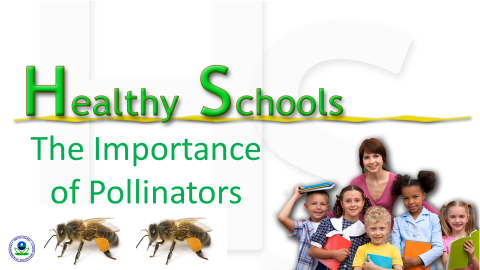 Healthy Schools
The Importance
of Pollinators